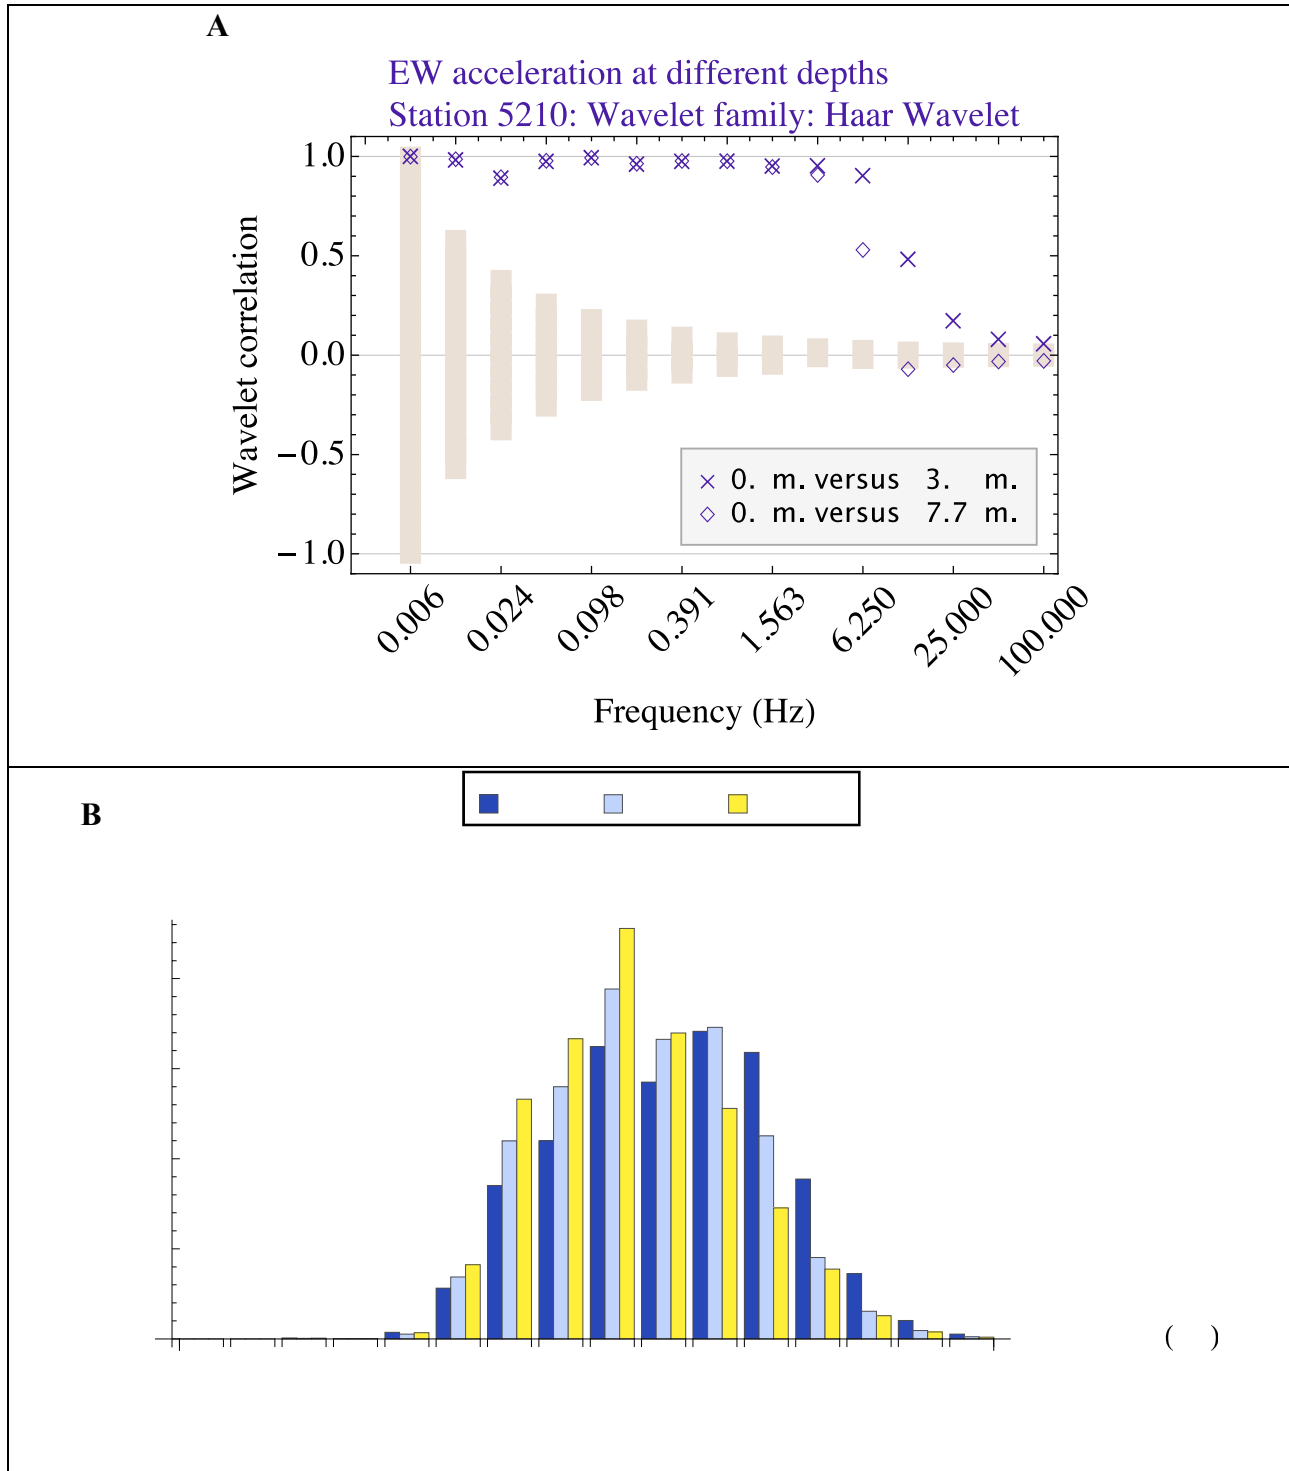 A
EW acceleration at different depths
Station 5210: Wavelet family: Haar Wavelet
1.0
0.5
0.0
−0.5
−1.0
Wavelet correlation
× 0. m. versus 3. m.
◇ 0. m. versus 7.7 m.
0.006 0.024 0.098 0.391 1.563 6.250 25.000 100.000
Frequency (Hz)
B
( )